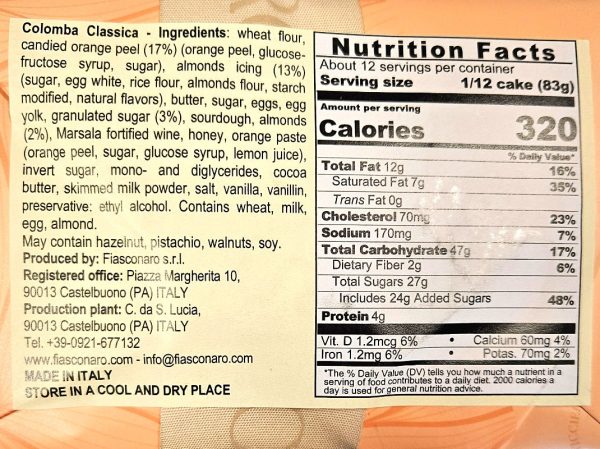 Colomba Classica - Ingredients: wheat flour,
candied orange peel (17%) (orange peel, glucose-
fructose syrup, sugar), almonds icing (13%)
(sugar, egg white, rice flour, almonds flour, starch
modified, natural flavors), butter, sugar, eggs, egg
yolk, granulated sugar (3%), sourdough, almonds
(2%), Marsala fortified wine, honey, orange paste
(orange peel, sugar, glucose syrup, lemon juice),
invert sugar, mono- and diglycerides, cocoa
butter, skimmed milk powder, salt, vanilla, vanillin,
preservative: ethyl alcohol. Contains wheat, milk,
egg, almond.
May contain hazelnut, pistachio, walnuts, soy.
Produced by: Fiasconaro s.r.l.
Registered office: Piazza Margherita 10,
90013 Castelbuono (PA) ITALY
Production plant: C. da S. Lucia,
90013 Castelbuono (PA) ITALY
Tel. +39-0921-677132
www.fiasconaro.com - info@fiasconaro.com
MADE IN ITALY
STORE IN A COOL AND DRY PLACE
Nutrition Facts
About 12 servings per container
Serving size 1/12 cake (83g)
Amount per serving
Calories 320
% Daily Value*
Total Fat 12g 16%
Saturated Fat 7g 35%
Trans Fat 0g
Cholesterol 70mg 23%
Sodium 170mg 7%
Total Carbohydrate 47g 17%
Dietary Fiber 2g 6%
Total Sugars 27g
Includes 24g Added Sugars 48%
Protein 4g
Vit. D 1.2mcg 6% • Calcium 60mg 4%
Iron 1.2mg 6% • Potas. 70mg 2%
*The % Daily Value (DV) tells you how much a nutrient in a
serving of food contributes to a daily diet. 2000 calories a
day is used for general nutrition advice.